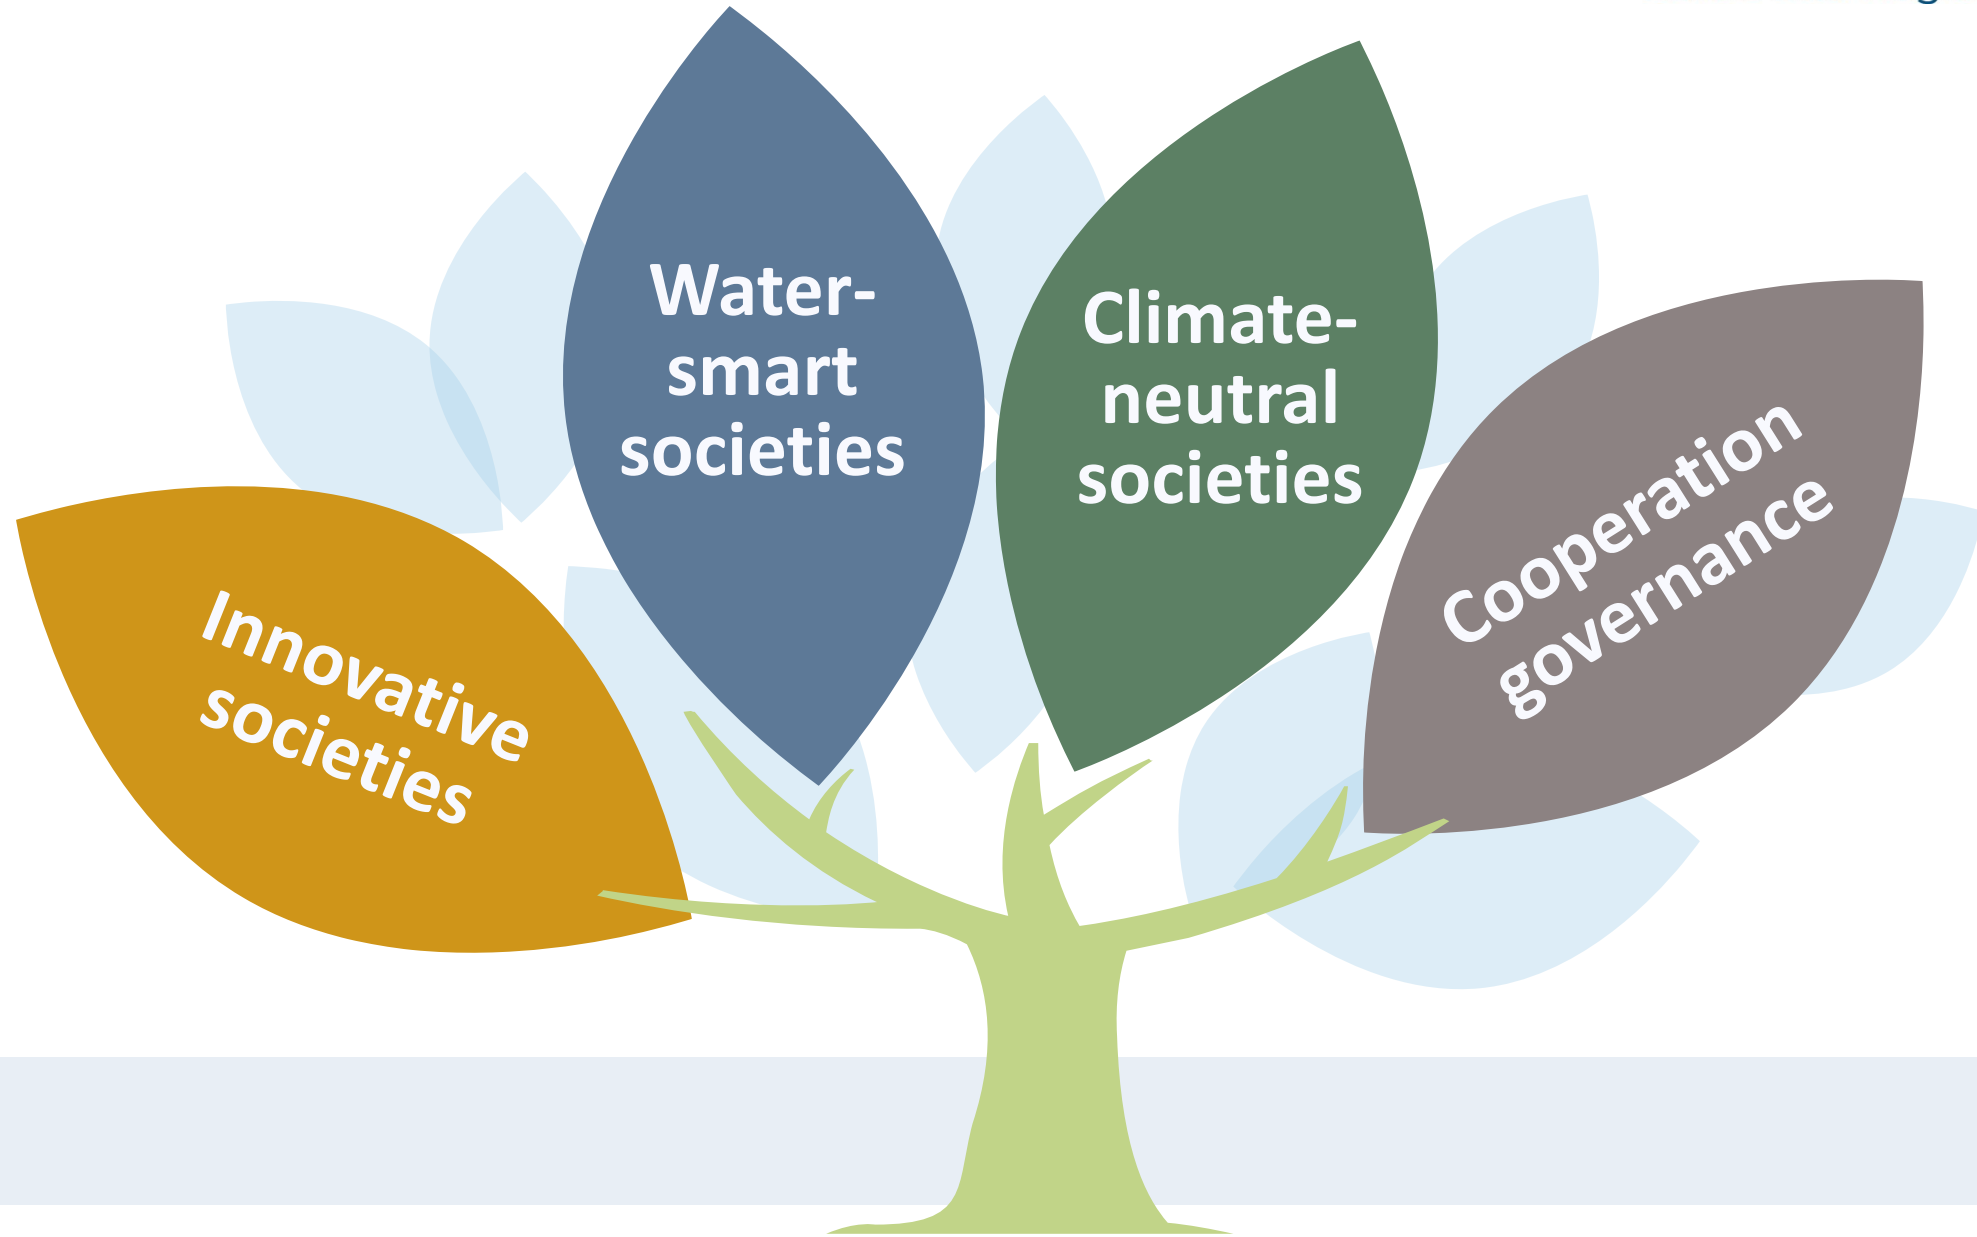 Water-
smart
societies
Climate-
neutral
societies
Cooperation
governance
Innovative
societies